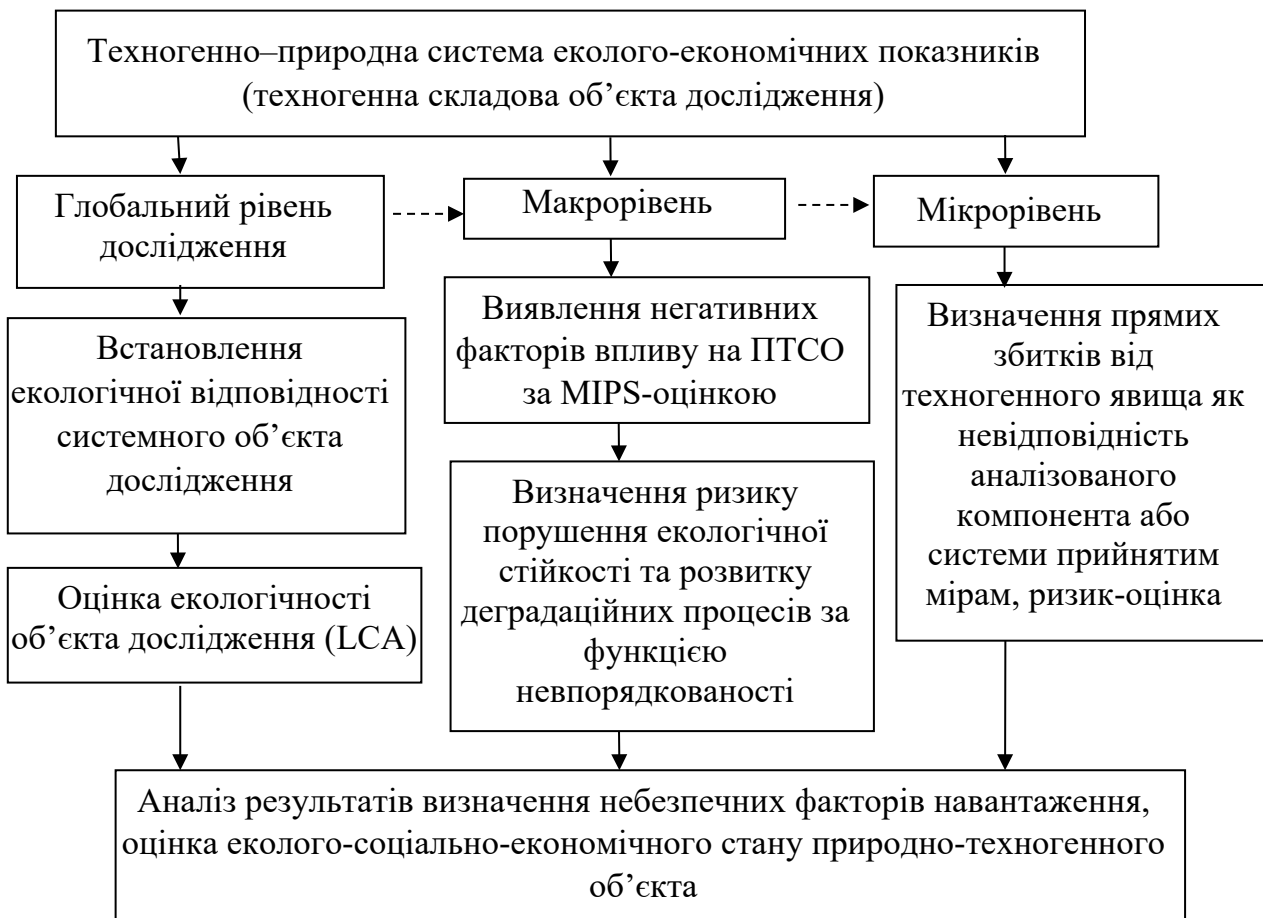 Техногенно–природна система еколого-економічних показників
(техногенна складова об’єкта дослідження)
Глобальний рівень
дослідження
Макрорівень
Мікрорівень
Встановлення
екологічної відповідності
системного об’єкта
дослідження
Виявлення негативних
факторів впливу на ПТСО
за MIPS-оцінкою
Визначення прямих
збитків від
техногенного явища як
невідповідність
аналізованого
компонента або
системи прийнятим
мірам, ризик-оцінка
Оцінка екологічності
об’єкта дослідження (LCA)
Визначення ризику
порушення екологічної
стійкості та розвитку
деградаційних процесів за
функцією
невпорядкованості
Аналіз результатів визначення небезпечних факторів навантаження,
оцінка еколого-соціально-економічного стану природно-техногенного
об’єкта